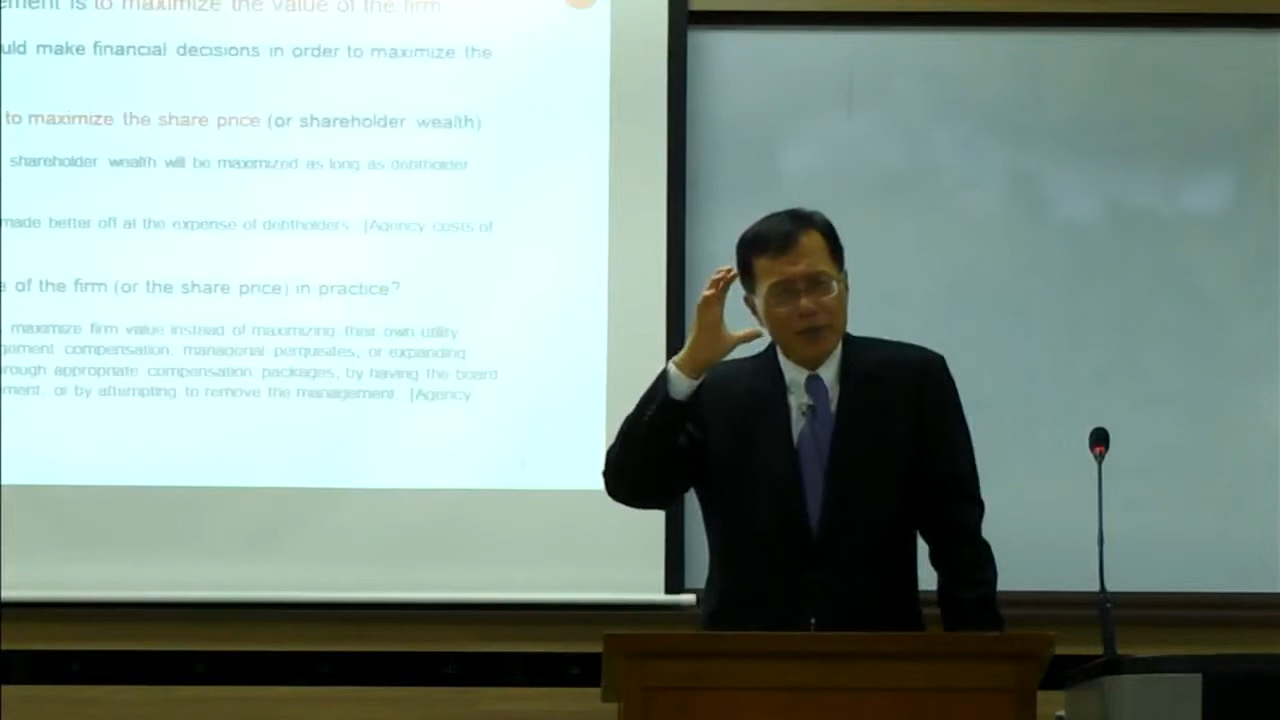 ement is to maximize the value of the firm
uld make financial decisions in order to maximize the
to maximize the share price (or shareholder wealth)
shareholder wealth will be maximized as long as debtholder
made better off at the expense of debtholders. [Agency costs of
e of the firm (or the share price) in practice?
maximize firm value instead of maximizing their own utility
gement compensation, managerial perquisites, or expanding
rough appropriate compensation packages, by having the board
ment, or by attempting to remove the management. [Agency